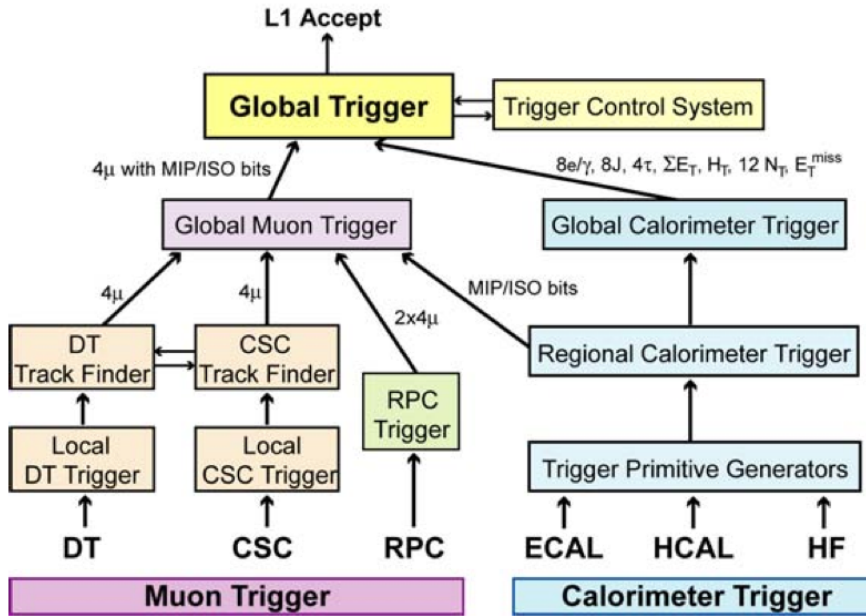 L1 Accept
Global Trigger
Trigger Control System
4μ with MIP/ISO bits
8e/γ, 8J, 4τ, ΣE_T, H_T, 12 N_T, E_T^miss
Global Muon Trigger
Global Calorimeter Trigger
4μ
4μ
2x4μ
MIP/ISO bits
DT
Track Finder
CSC
Track Finder
Regional Calorimeter Trigger
RPC
Trigger
Local
DT Trigger
Local
CSC Trigger
Trigger Primitive Generators
DT
CSC
RPC
ECAL
HCAL
HF
Muon Trigger
Calorimeter Trigger